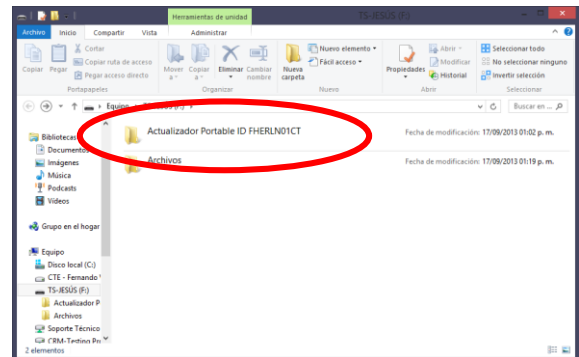 Herramientas de unidad
TS-JESÚS (F:)
Archivo Inicio Compartir Vista Administrar
Copiar
Pegar
Cortar
Copiar ruta de acceso
Pegar acceso directo
Portapapeles
Mover a
Copiar a
Eliminar
Cambiar nombre
Organizar
Nueva carpeta
Nuevo elemento
Fácil acceso
Nuevo
Propiedades
Abrir
Modificar
Historial
Abrir
Seleccionar todo
No seleccionar ninguno
Invertir selección
Seleccionar
Equipo
Buscar en ...
Bibliotecas
Documentos
Imágenes
Música
Podcasts
Vídeos
Grupo en el hogar
Equipo
Disco local (C:)
CTE - Fernando
TS-JESÚS (F:)
Actualizador P
Archivos
Soporte Técnico
CRM-Testing Pro
Actualizador Portable ID FHERLN01CT
Fecha de modificación: 17/09/2013 01:02 p. m.
Archivos
Fecha de modificación: 17/09/2013 01:19 p. m.
2 elementos